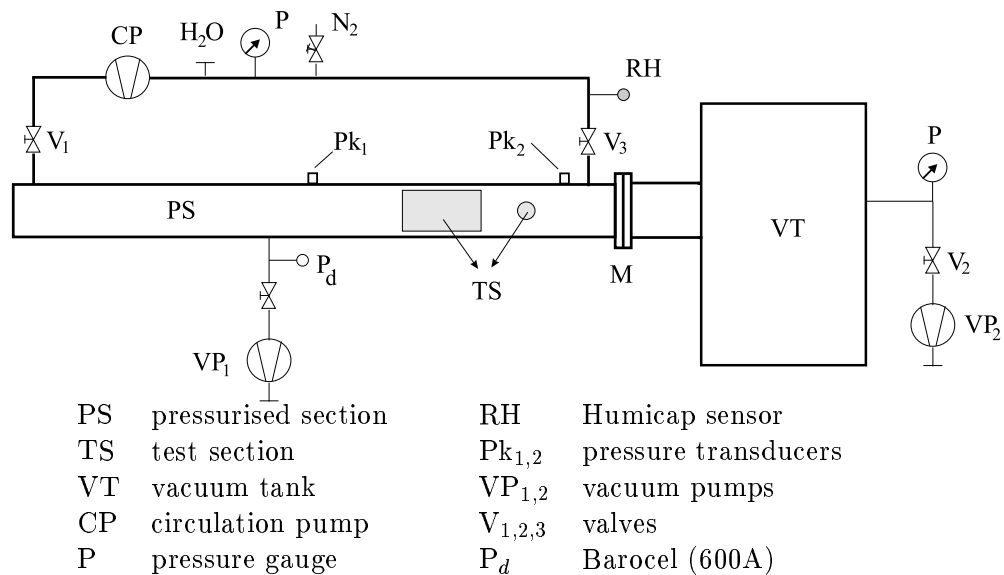 CP
H₂O
P
N₂
RH
V₁
Pk₁
Pk₂
V₃
P
PS
VT
P_d
TS
M
V₂
VP₁
VP₂
PS pressurised section
TS test section
VT vacuum tank
CP circulation pump
P pressure gauge
RH Humicap sensor
Pk₁,₂ pressure transducers
VP₁,₂ vacuum pumps
V₁,₂,₃ valves
P_d Barocel (600A)